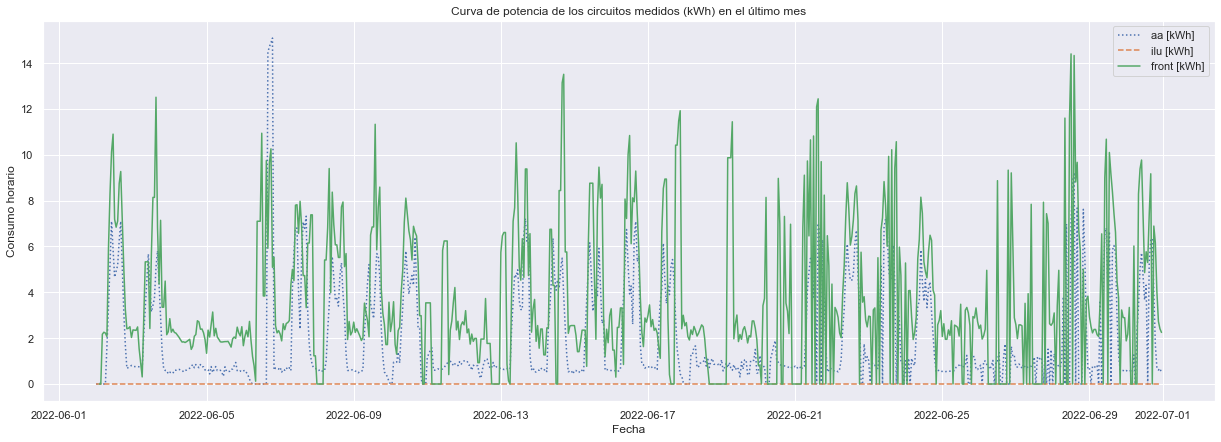 Curva de potencia de los circuitos medidos (kWh) en el último mes
aa [kWh]
ilu [kWh]
front [kWh]
Consumo horario
14
12
10
8
6
4
2
0
2022-06-01
2022-06-05
2022-06-09
2022-06-13
2022-06-17
2022-06-21
2022-06-25
2022-06-29
2022-07-01
Fecha